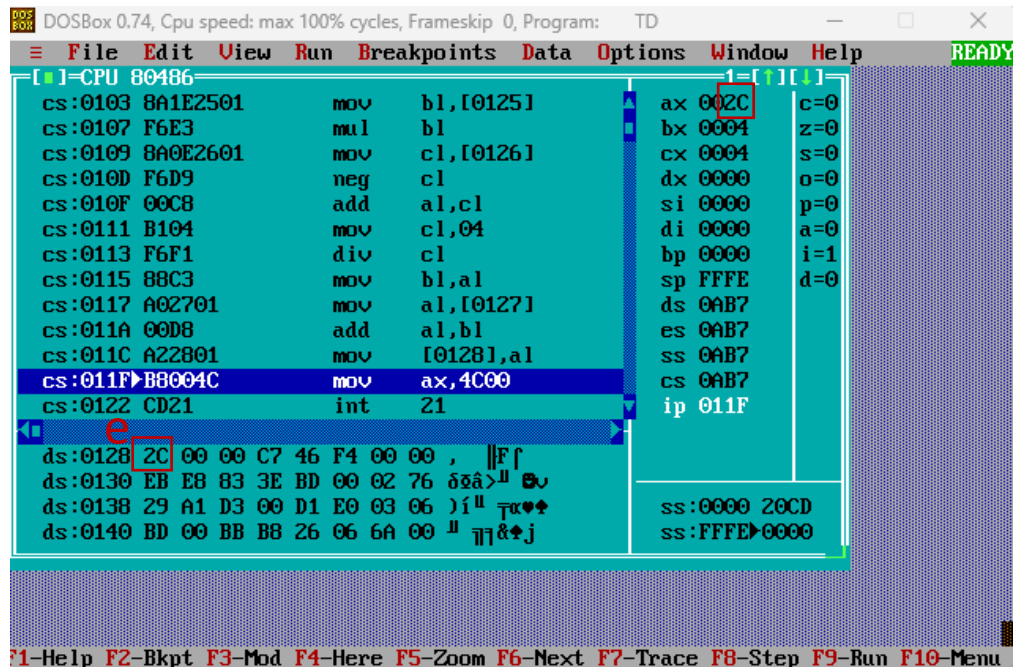 DOSBox 0.74, Cpu speed: max 100% cycles, Frameskip 0, Program: TD
≡ File Edit View Run Breakpoints Data Options Window Help READY
[■]=CPU 80486 1=[↑][↓]
cs:0103 8A1E2501 mov bl,[0125] ax 002C c=0
cs:0107 F6E3 mul bl bx 0004 z=0
cs:0109 8A0E2601 mov cl,[0126] cx 0004 s=0
cs:010D F6D9 neg cl dx 0000 o=0
cs:010F 00C8 add al,cl si 0000 p=0
cs:0111 B104 mov cl,04 di 0000 a=0
cs:0113 F6F1 div cl bp 0000 i=1
cs:0115 88C3 mov bl,al sp FFFE d=0
cs:0117 A02701 mov al,[0127] ds 0AB7
cs:011A 00D8 add al,bl es 0AB7
cs:011C A22801 mov [0128],al ss 0AB7
cs:011F►B8004C mov ax,4C00 cs 0AB7
cs:0122 CD21 int 21 ip 011F
e
ds:0128 2C 00 00 C7 46 F4 00 00 , ╟F⌠
ds:0130 EB E8 83 3E BD 00 02 76 δΦâ>╜ ☻v
ds:0138 29 A1 D3 00 D1 E0 03 06 )í╙ ╤α♥♠ ss:0000 20CD
ds:0140 BD 00 BB B8 26 06 6A 00 ╜ ╗╕&♠j ss:FFFE►0000
F1-Help F2-Bkpt F3-Mod F4-Here F5-Zoom F6-Next F7-Trace F8-Step F9-Run F10-Menu